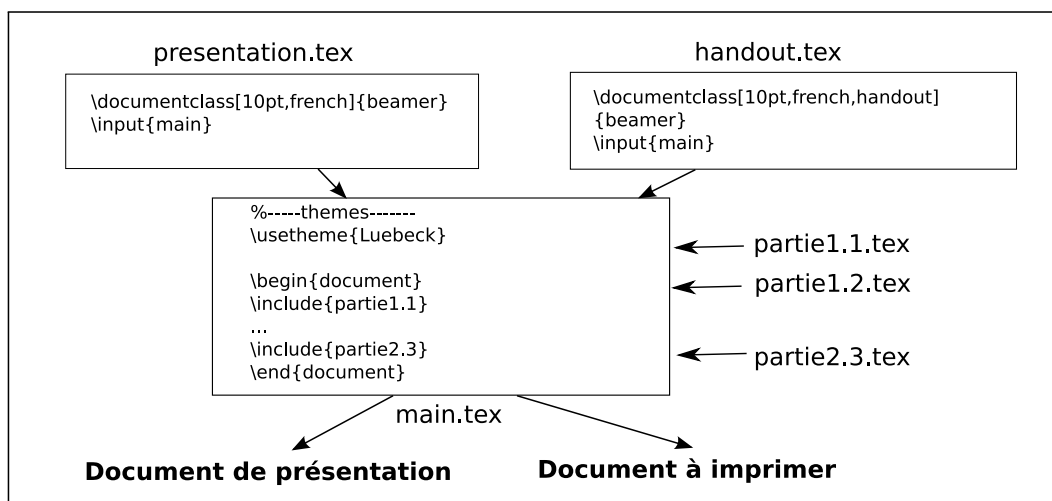 presentation.tex
\documentclass[10pt,french]{beamer}
\input{main}
handout.tex
\documentclass[10pt,french,handout]
{beamer}
\input{main}
%-----themes-------
\usetheme{Luebeck}
\begin{document}
\include{partie1.1}
...
\include{partie2.3}
\end{document}
partie1.1.tex
partie1.2.tex
partie2.3.tex
main.tex
Document de présentation
Document à imprimer